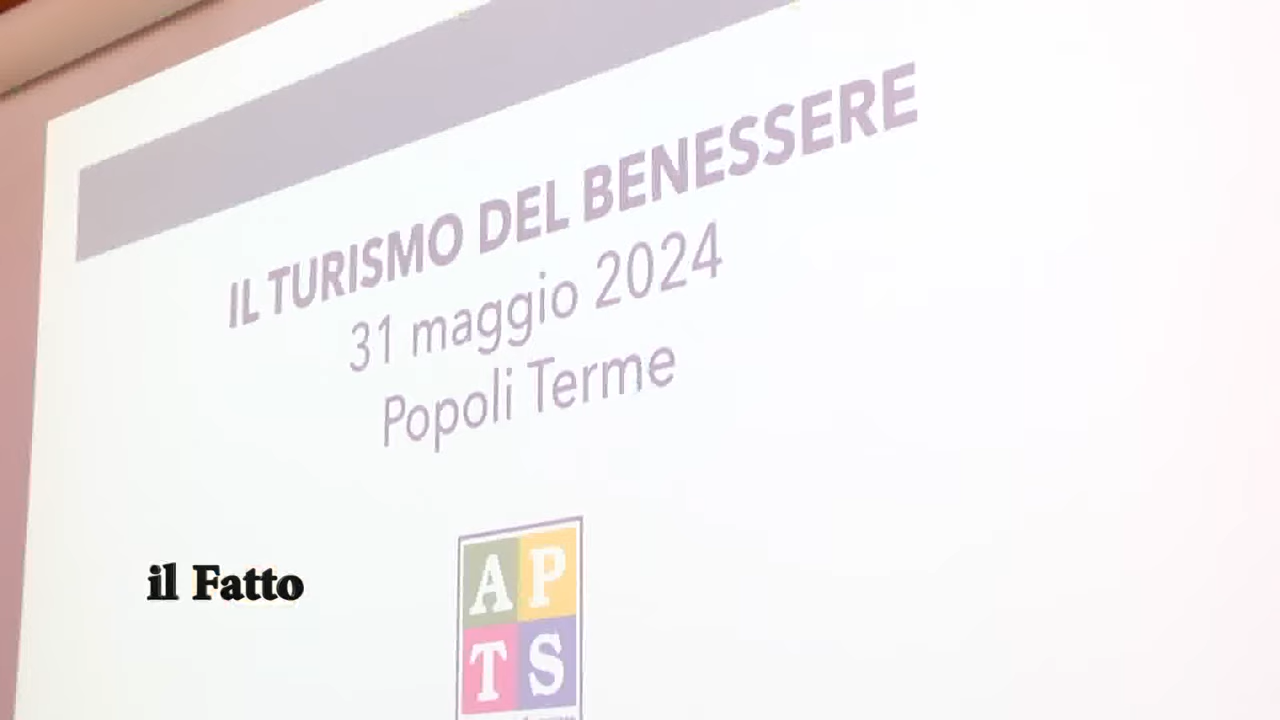 IL TURISMO DEL BENESSERE
31 maggio 2024
Popoli Terme
il Fatto
A P
T S